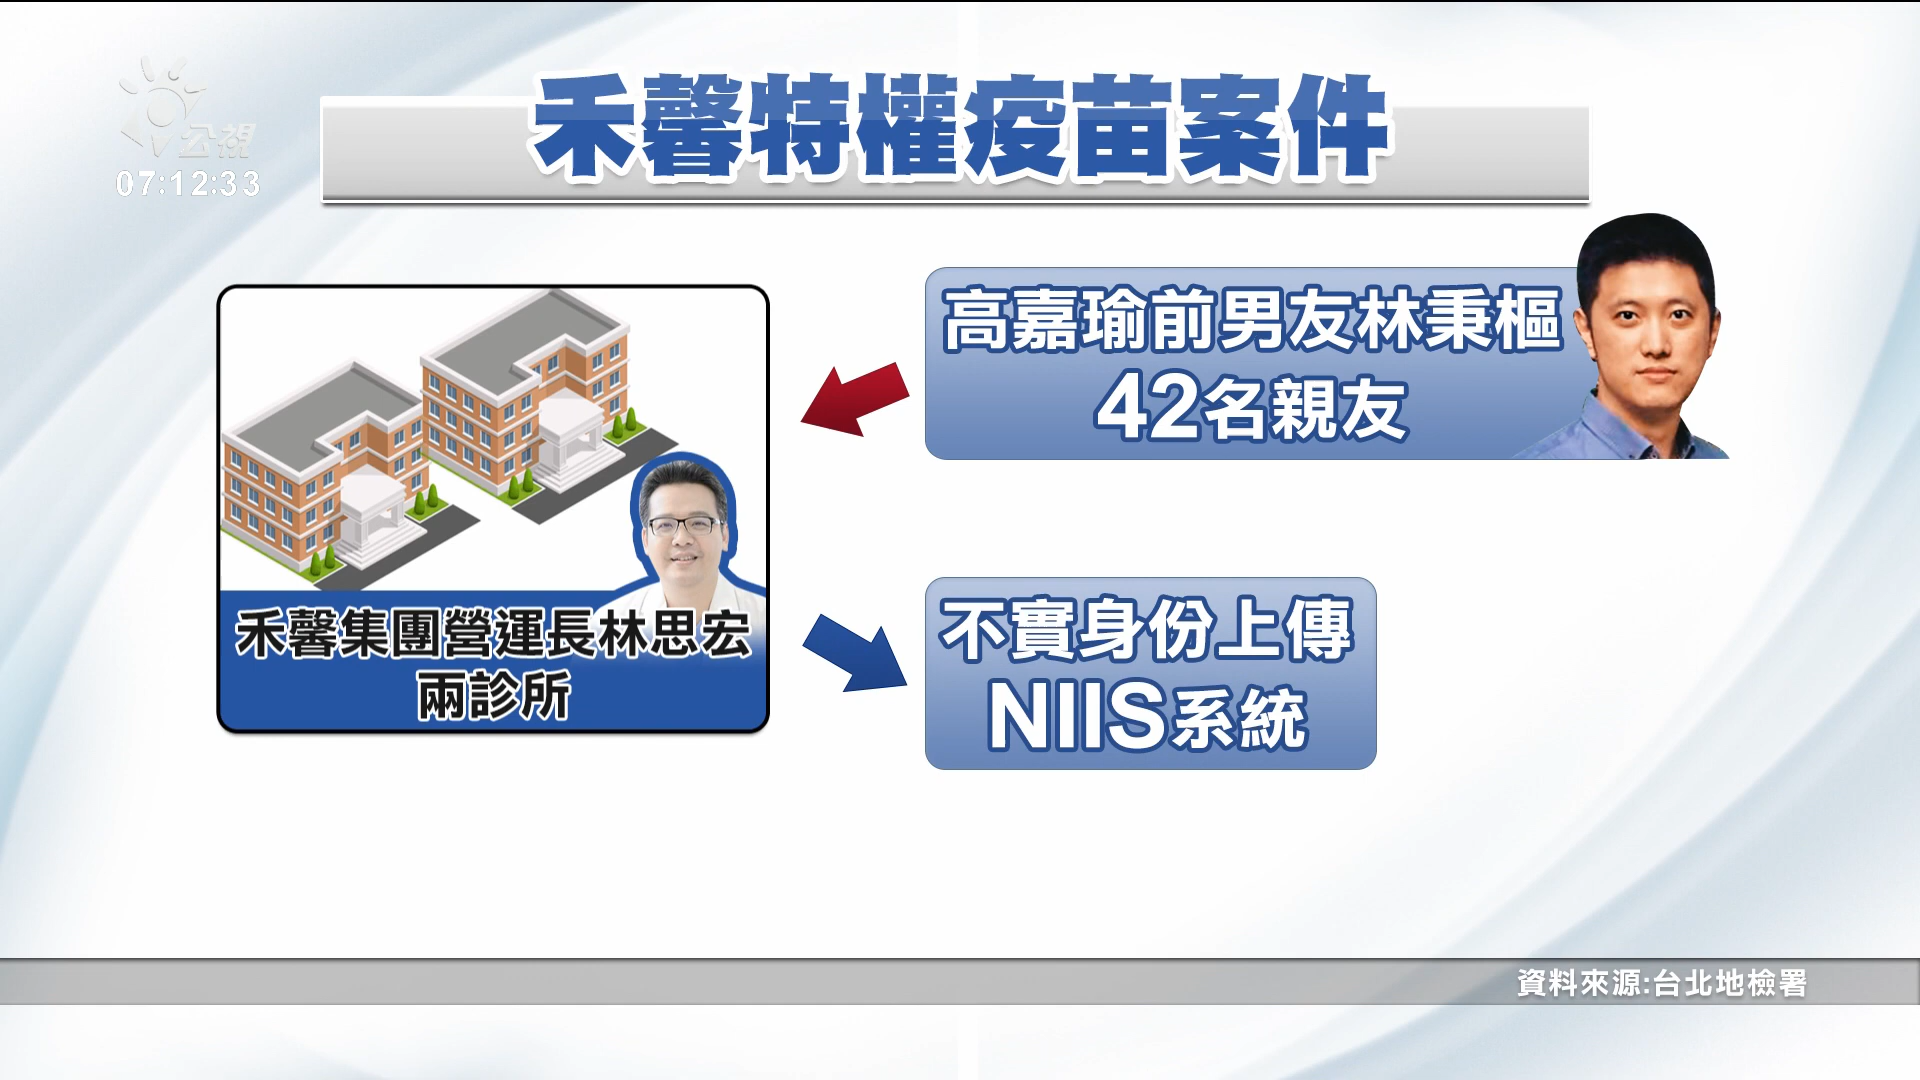 公視
07:12:33
禾馨特權疫苗案件
高嘉瑜前男友林秉樞
42名親友
禾馨集團營運長林思宏
兩診所
不實身份上傳
NIIS系統
資料來源:台北地檢署